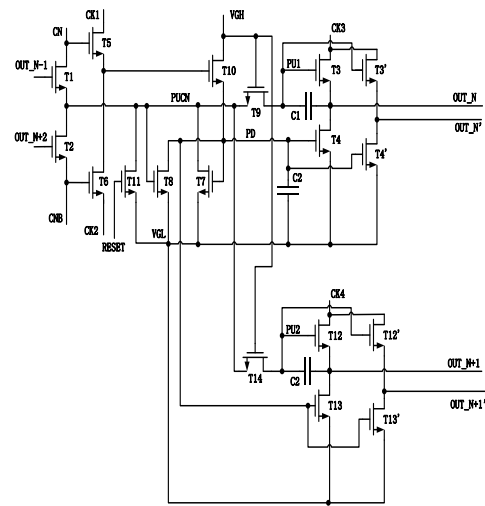 CK1
VGH
CN
T5
CK3
OUT_N-1
T1
T10
PU1
T3
T3'
PUCN
C1
OUT_N
T9
OUT_N+2
T2
PD
T4
OUT_N'
T4'
T6
T11
T8
T7
C2
CNB
CK2
RESET
VGL
CK4
PU2
T12
T12'
T14
C2
OUT_N+1
T13
OUT_N+1'
T13'